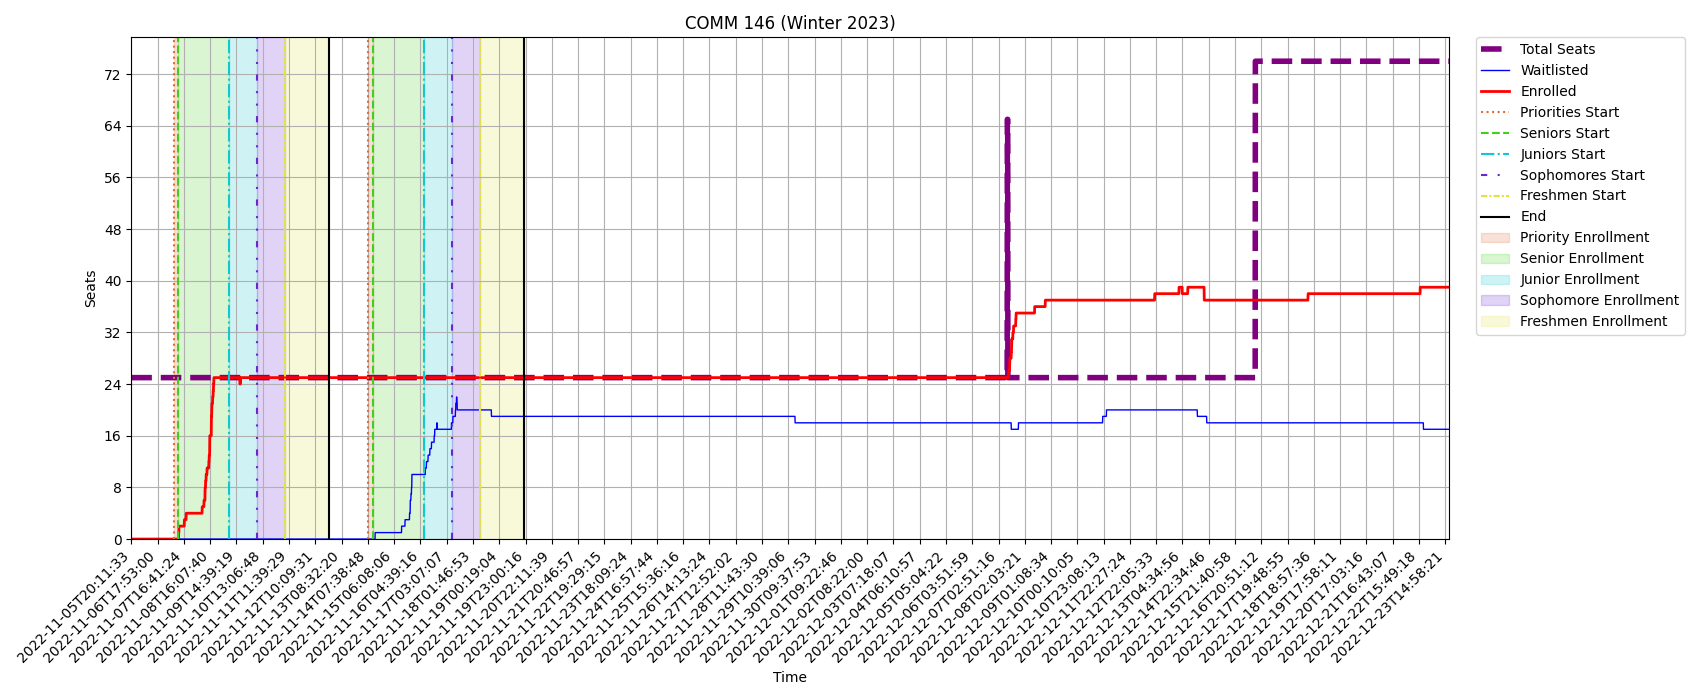 COMM 146 (Winter 2023)
Seats
72
64
56
48
40
32
24
16
8
0
2022-11-05T20:11:33
2022-11-06T17:53:00
2022-11-07T16:41:24
2022-11-08T16:07:40
2022-11-09T14:39:19
2022-11-10T13:06:48
2022-11-11T11:39:29
2022-11-12T10:09:31
2022-11-13T08:32:20
2022-11-14T07:38:48
2022-11-15T06:08:06
2022-11-16T04:39:16
2022-11-17T03:07:07
2022-11-18T01:46:53
2022-11-19T00:19:04
2022-11-19T23:00:16
2022-11-20T22:11:39
2022-11-21T20:46:57
2022-11-22T19:29:15
2022-11-23T18:09:24
2022-11-24T16:57:44
2022-11-25T15:36:16
2022-11-26T14:13:24
2022-11-27T12:52:02
2022-11-28T11:43:30
2022-11-29T10:39:06
2022-11-30T09:37:53
2022-12-01T09:22:46
2022-12-02T08:22:00
2022-12-03T07:18:07
2022-12-04T06:10:57
2022-12-05T05:04:22
2022-12-06T03:51:59
2022-12-07T02:51:16
2022-12-08T02:03:21
2022-12-09T01:08:34
2022-12-10T00:10:05
2022-12-10T23:08:13
2022-12-11T22:27:24
2022-12-12T22:05:33
2022-12-13T04:34:56
2022-12-14T22:34:46
2022-12-15T21:40:58
2022-12-16T20:51:12
2022-12-17T19:48:55
2022-12-18T18:57:36
2022-12-19T17:58:11
2022-12-20T17:03:16
2022-12-21T16:43:07
2022-12-22T15:49:18
2022-12-23T14:58:21
Time
Total Seats
Waitlisted
Enrolled
Priorities Start
Seniors Start
Juniors Start
Sophomores Start
Freshmen Start
End
Priority Enrollment
Senior Enrollment
Junior Enrollment
Sophomore Enrollment
Freshmen Enrollment